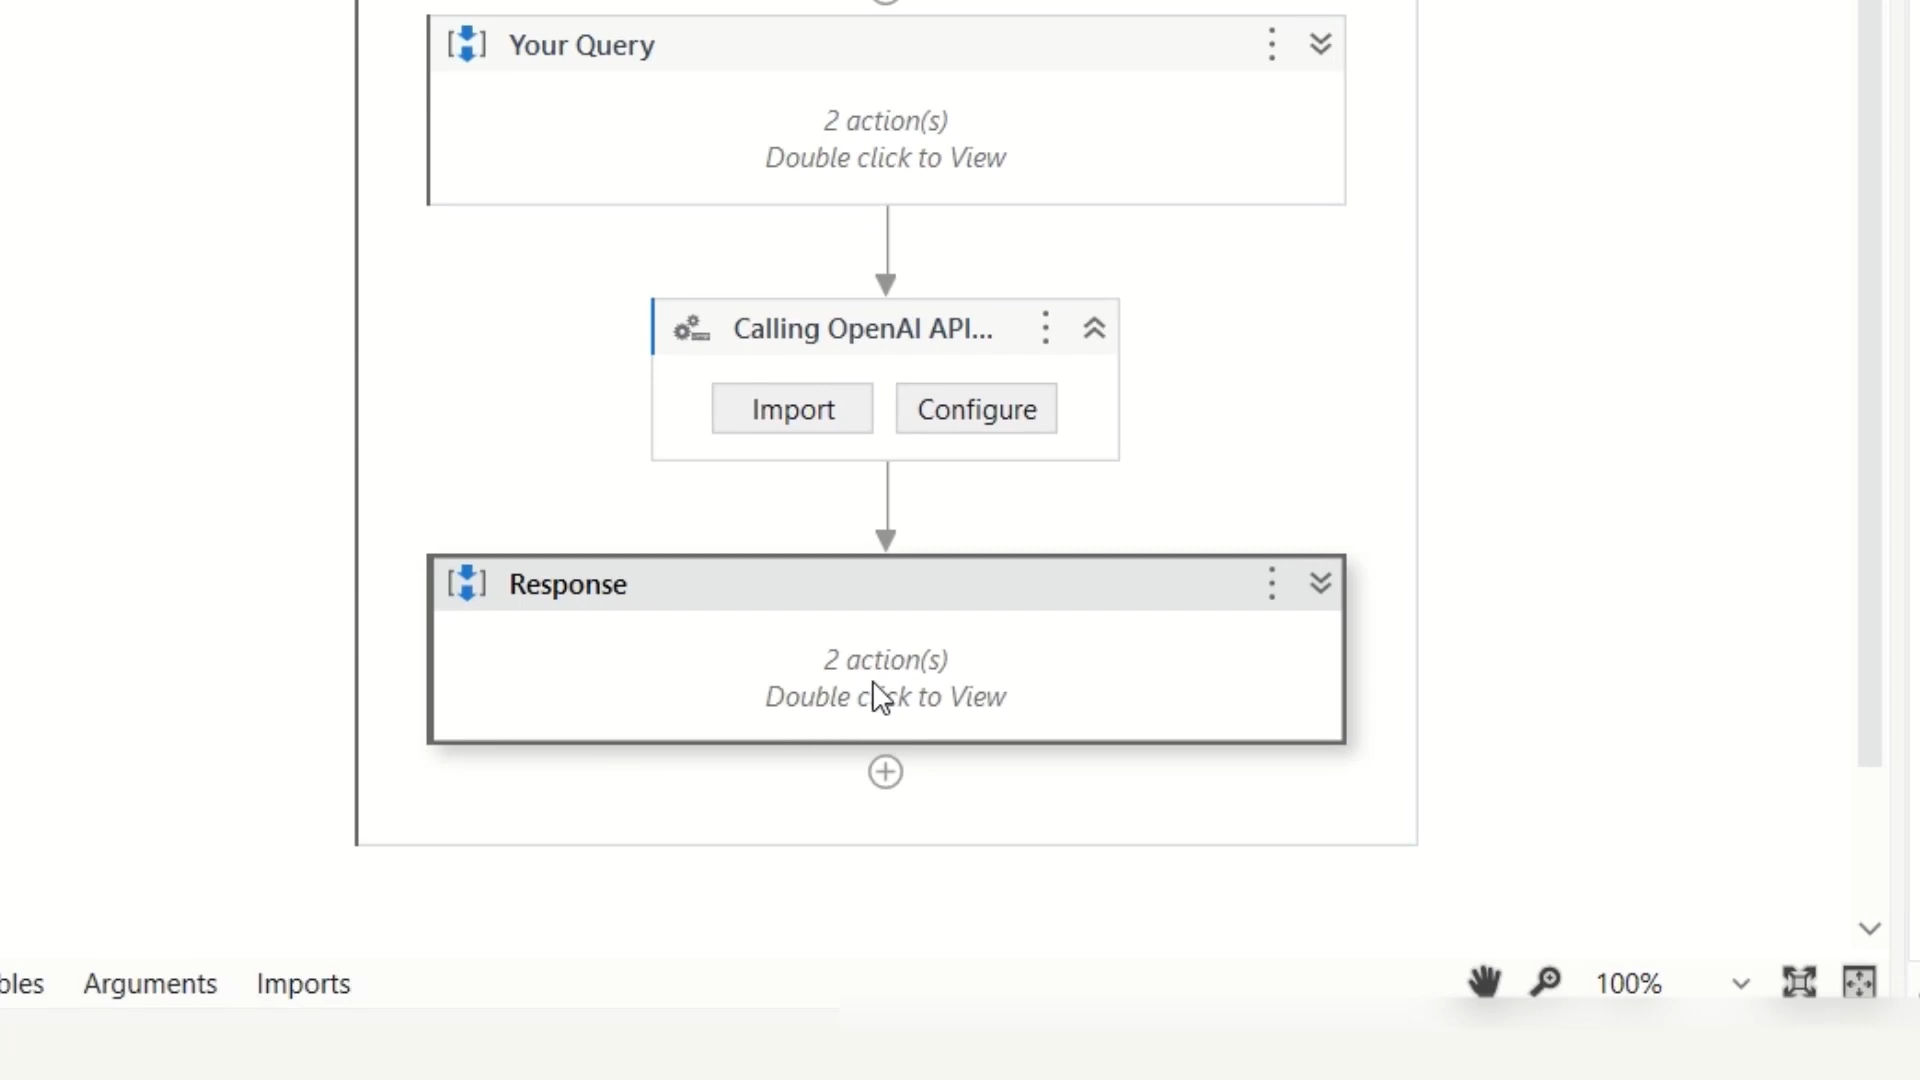 Your Query
2 action(s)
Double click to View
Calling OpenAI API...
Import
Configure
Response
2 action(s)
Double click to View
bles
Arguments
Imports
100%